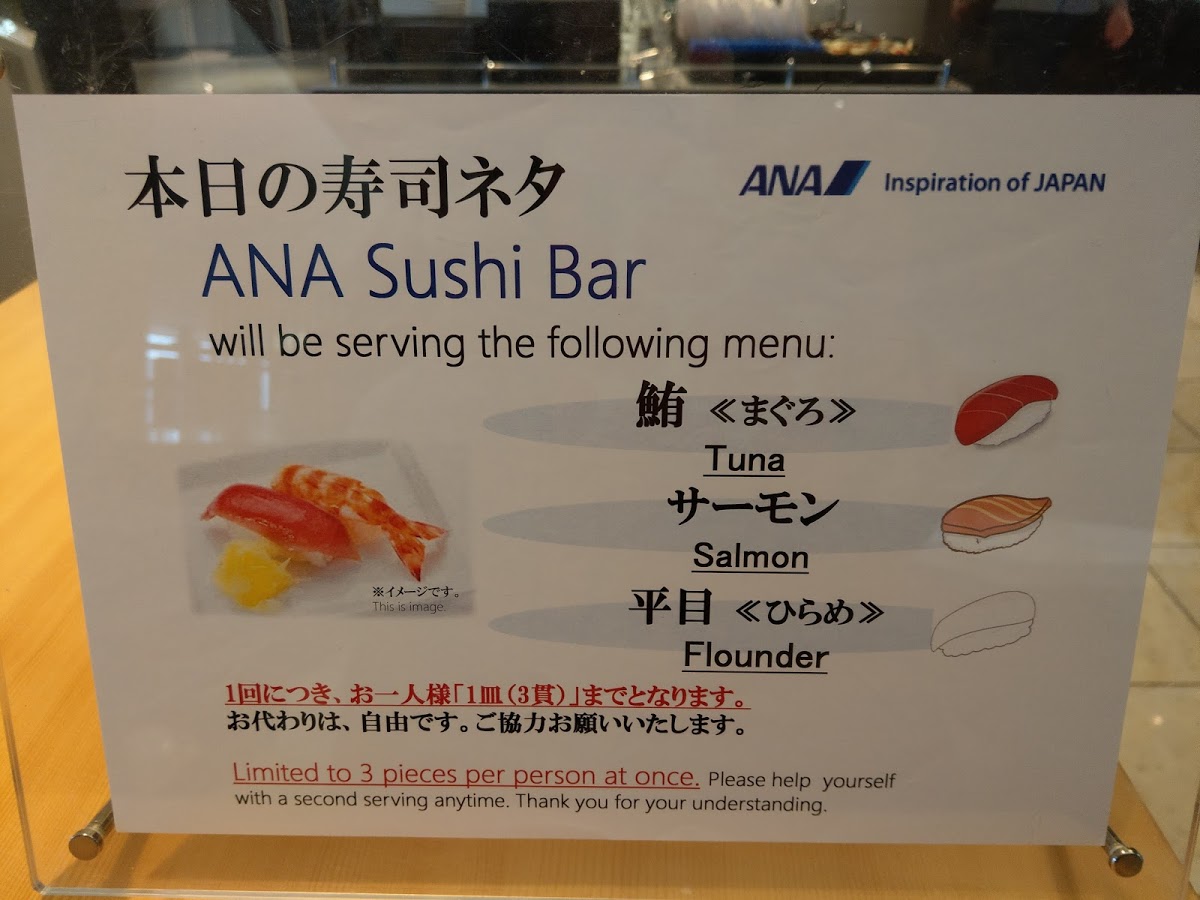 本日の寿司ネタ
ANA Inspiration of JAPAN
ANA Sushi Bar
will be serving the following menu:
鮪 ≪まぐろ≫
Tuna
サーモン
Salmon
平目 ≪ひらめ≫
Flounder
※イメージです。
This is image.
1回につき、お一人様「1皿(3貫)」までとなります。
お代わりは、自由です。ご協力お願いいたします。
Limited to 3 pieces per person at once. Please help yourself
with a second serving anytime. Thank you for your understanding.